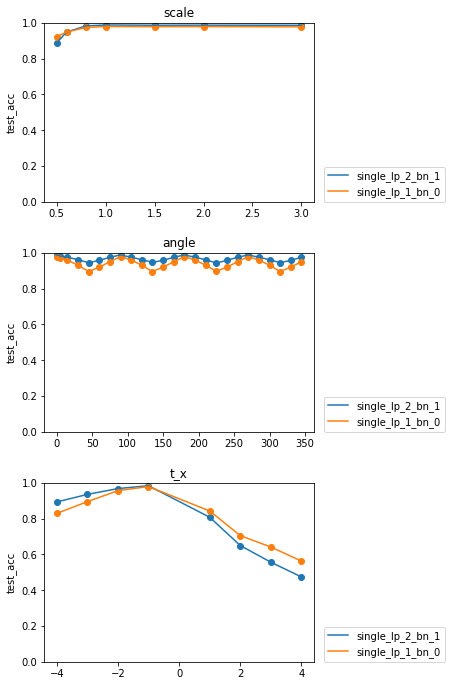 scale
1.0
0.8
0.6
0.4
0.2
0.0
test_acc
0.5 1.0 1.5 2.0 2.5 3.0
single_lp_2_bn_1
single_lp_1_bn_0
angle
1.0
0.8
0.6
0.4
0.2
0.0
test_acc
0 50 100 150 200 250 300 350
single_lp_2_bn_1
single_lp_1_bn_0
t_x
1.0
0.8
0.6
0.4
0.2
0.0
test_acc
−4 −2 0 2 4
single_lp_2_bn_1
single_lp_1_bn_0